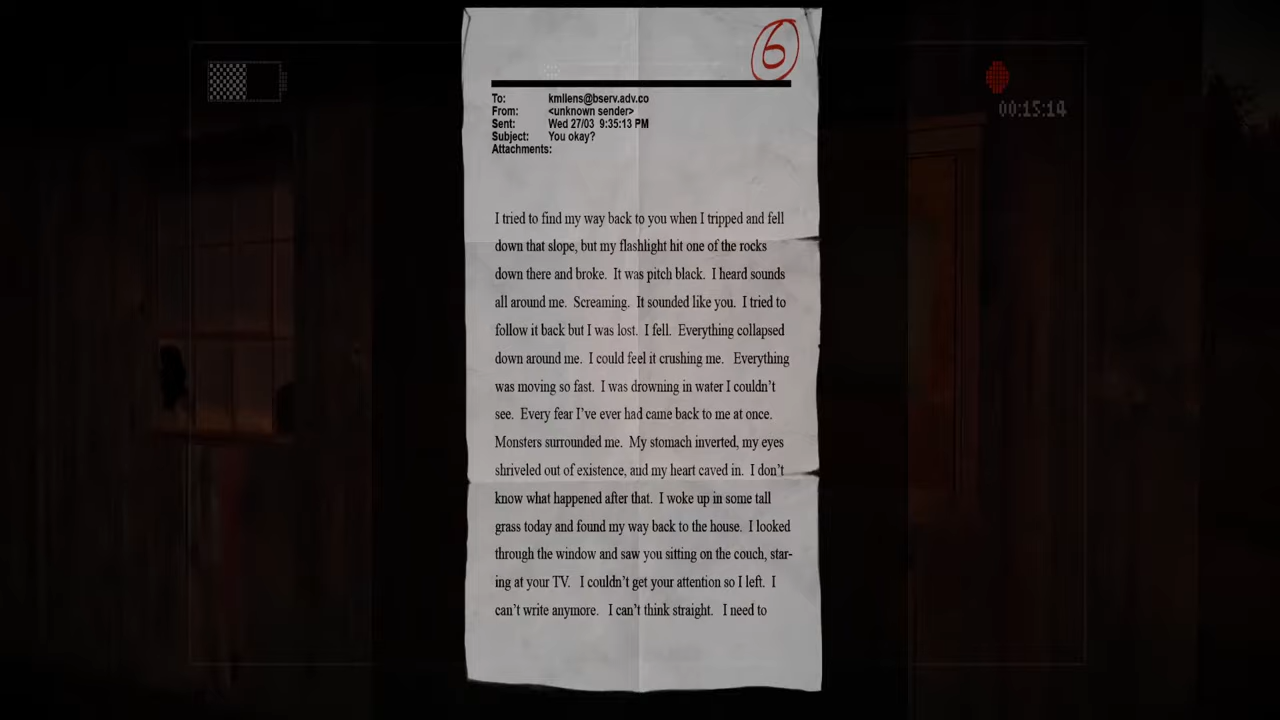 6
00:15:14
To: kmllens@bserv.adv.co
From: <unknown sender>
Sent: Wed 27/03 9:35:13 PM
Subject: You okay?
Attachments:
I tried to find my way back to you when I tripped and fell
down that slope, but my flashlight hit one of the rocks
down there and broke. It was pitch black. I heard sounds
all around me. Screaming. It sounded like you. I tried to
follow it back but I was lost. I fell. Everything collapsed
down around me. I could feel it crushing me. Everything
was moving so fast. I was drowning in water I couldn't
see. Every fear I've ever had came back to me at once.
Monsters surrounded me. My stomach inverted, my eyes
shriveled out of existence, and my heart caved in. I don't
know what happened after that. I woke up in some tall
grass today and found my way back to the house. I looked
through the window and saw you sitting on the couch, star-
ing at your TV. I couldn't get your attention so I left. I
can't write anymore. I can't think straight. I need to